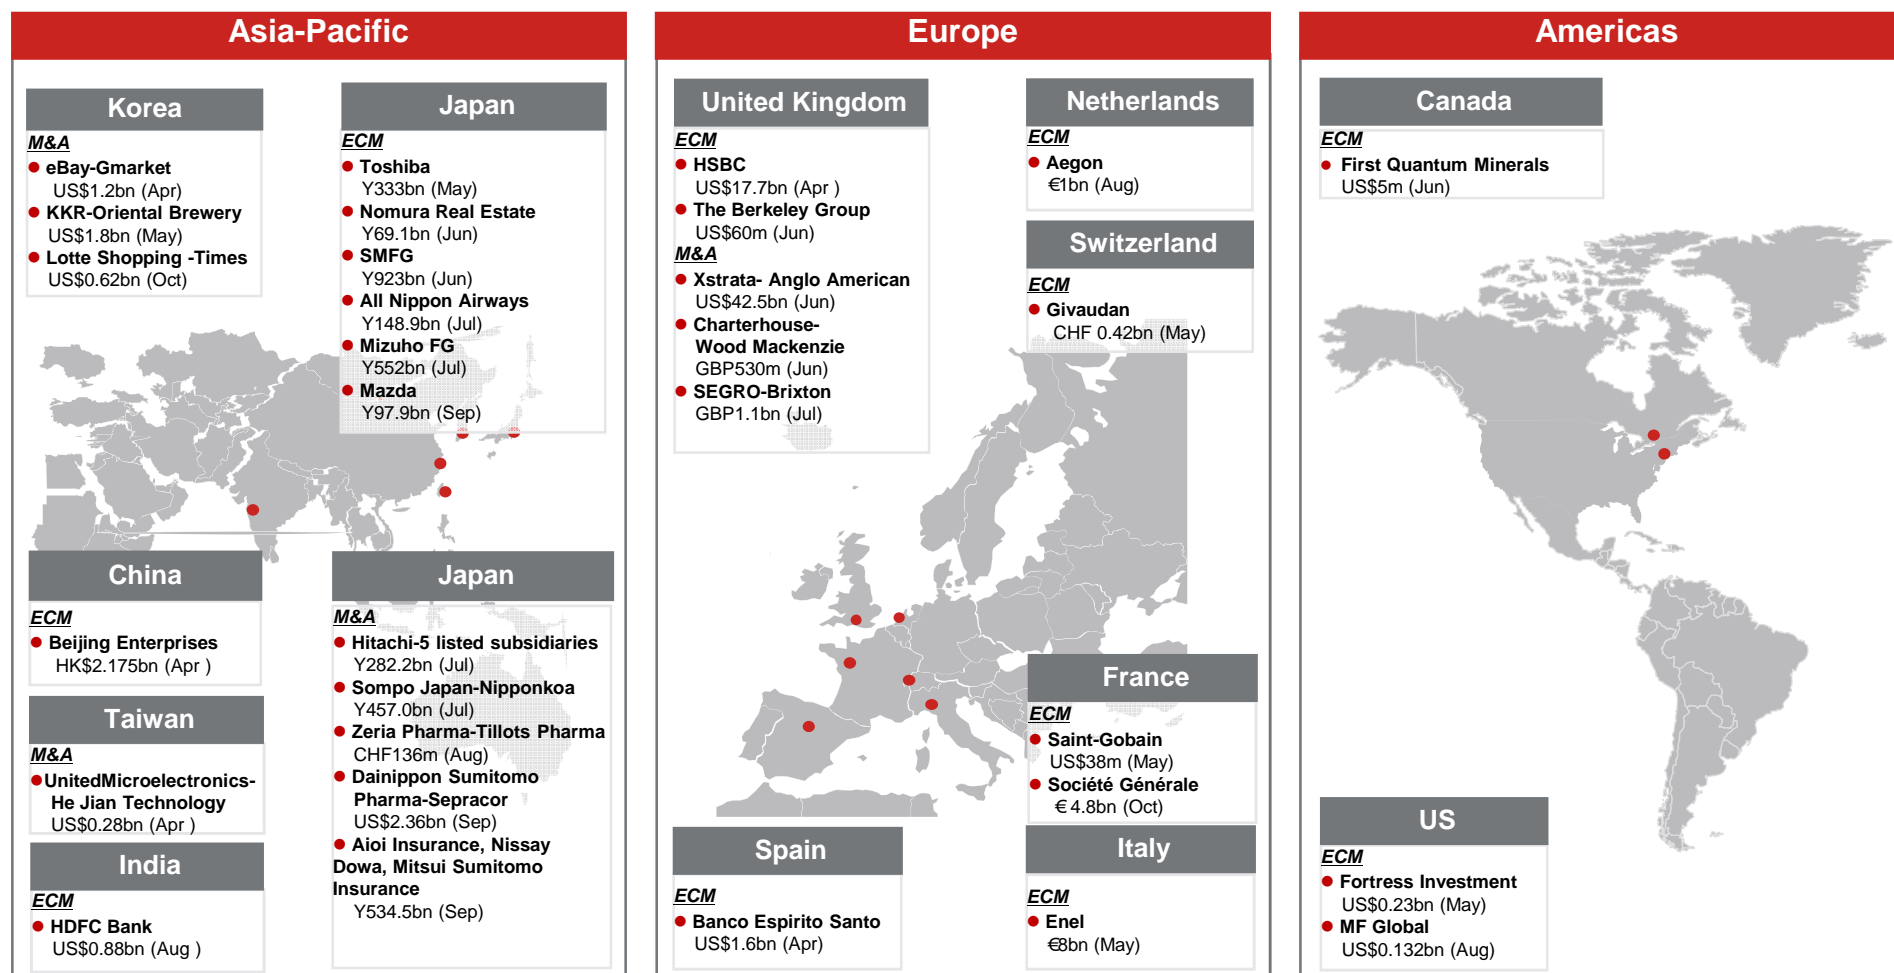 Asia-Pacific
Korea
M&A
● eBay-Gmarket
US$1.2bn (Apr)
● KKR-Oriental Brewery
US$1.8bn (May)
● Lotte Shopping -Times
US$0.62bn (Oct)
Japan
ECM
● Toshiba
Y333bn (May)
● Nomura Real Estate
Y69.1bn (Jun)
● SMFG
Y923bn (Jun)
● All Nippon Airways
Y148.9bn (Jul)
● Mizuho FG
Y552bn (Jul)
● Mazda
Y97.9bn (Sep)
China
ECM
● Beijing Enterprises
HK$2.175bn (Apr )
Taiwan
M&A
●UnitedMicroelectronics-
He Jian Technology
US$0.28bn (Apr )
India
ECM
● HDFC Bank
US$0.88bn (Aug )
Japan
M&A
● Hitachi-5 listed subsidiaries
Y282.2bn (Jul)
● Sompo Japan-Nipponkoa
Y457.0bn (Jul)
● Zeria Pharma-Tillots Pharma
CHF136m (Aug)
● Dainippon Sumitomo
Pharma-Sepracor
US$2.36bn (Sep)
● Aioi Insurance, Nissay
Dowa, Mitsui Sumitomo
Insurance
Y534.5bn (Sep)
Europe
United Kingdom
ECM
● HSBC
US$17.7bn (Apr )
● The Berkeley Group
US$60m (Jun)
M&A
● Xstrata- Anglo American
US$42.5bn (Jun)
● Charterhouse-
Wood Mackenzie
GBP530m (Jun)
● SEGRO-Brixton
GBP1.1bn (Jul)
Netherlands
ECM
● Aegon
€1bn (Aug)
Switzerland
ECM
● Givaudan
CHF 0.42bn (May)
France
ECM
● Saint-Gobain
US$38m (May)
● Société Générale
€ 4.8bn (Oct)
Spain
ECM
● Banco Espirito Santo
US$1.6bn (Apr)
Italy
ECM
● Enel
€8bn (May)
Americas
Canada
ECM
● First Quantum Minerals
US$5m (Jun)
US
ECM
● Fortress Investment
US$0.23bn (May)
● MF Global
US$0.132bn (Aug)